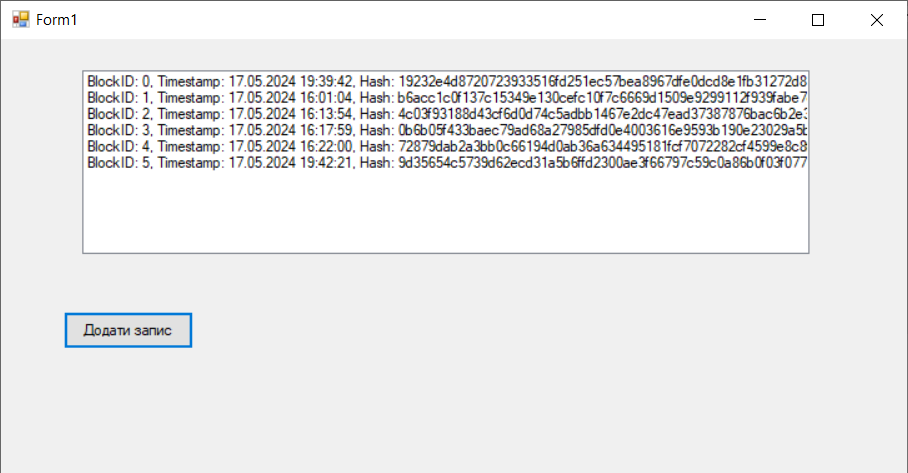 Form1
BlockID: 0, Timestamp: 17.05.2024 19:39:42, Hash: 19232e4d8720723933516fd251ec57bea8967dfe0dcd8e1fb31272d8
BlockID: 1, Timestamp: 17.05.2024 16:01:04, Hash: b6acc1c0f137c15349e130cefc10f7c6669d1509e9299112f939fabe7
BlockID: 2, Timestamp: 17.05.2024 16:13:54, Hash: 4c03f93188d43cf6d0d74c5adbb1467e2dc47ead37387876bac6b2e3
BlockID: 3, Timestamp: 17.05.2024 16:17:59, Hash: 0b6b05f433baec79ad68a27985dfd0e4003616e9593b190e23029a5b
BlockID: 4, Timestamp: 17.05.2024 16:22:00, Hash: 72879dab2a3bb0c66194d0ab36a634495181fcf7072282cf4599e8c8
BlockID: 5, Timestamp: 17.05.2024 19:42:21, Hash: 9d35654c5739d62ecd31a5b6ffd2300ae3f66797c59c0a86b0f03f077
Додати запис